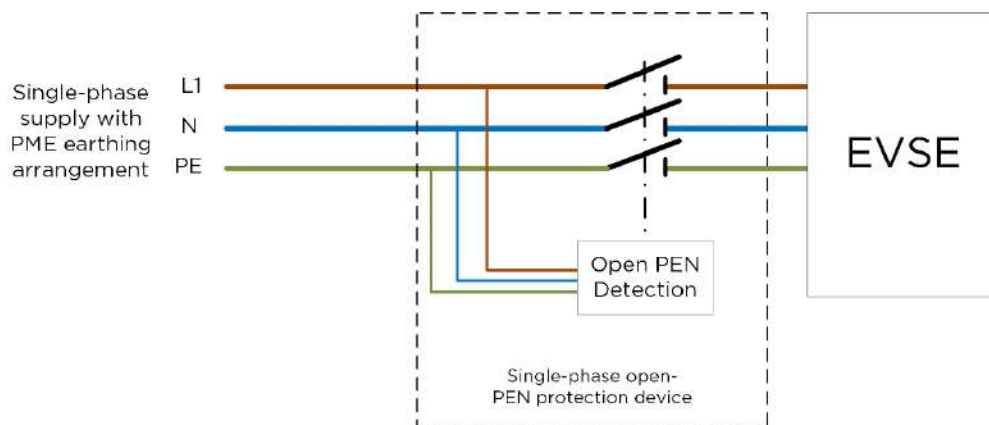 Single-phase
supply with
PME earthing
arrangement
L1
N
PE
EVSE
Open PEN
Detection
Single-phase open-
PEN protection device